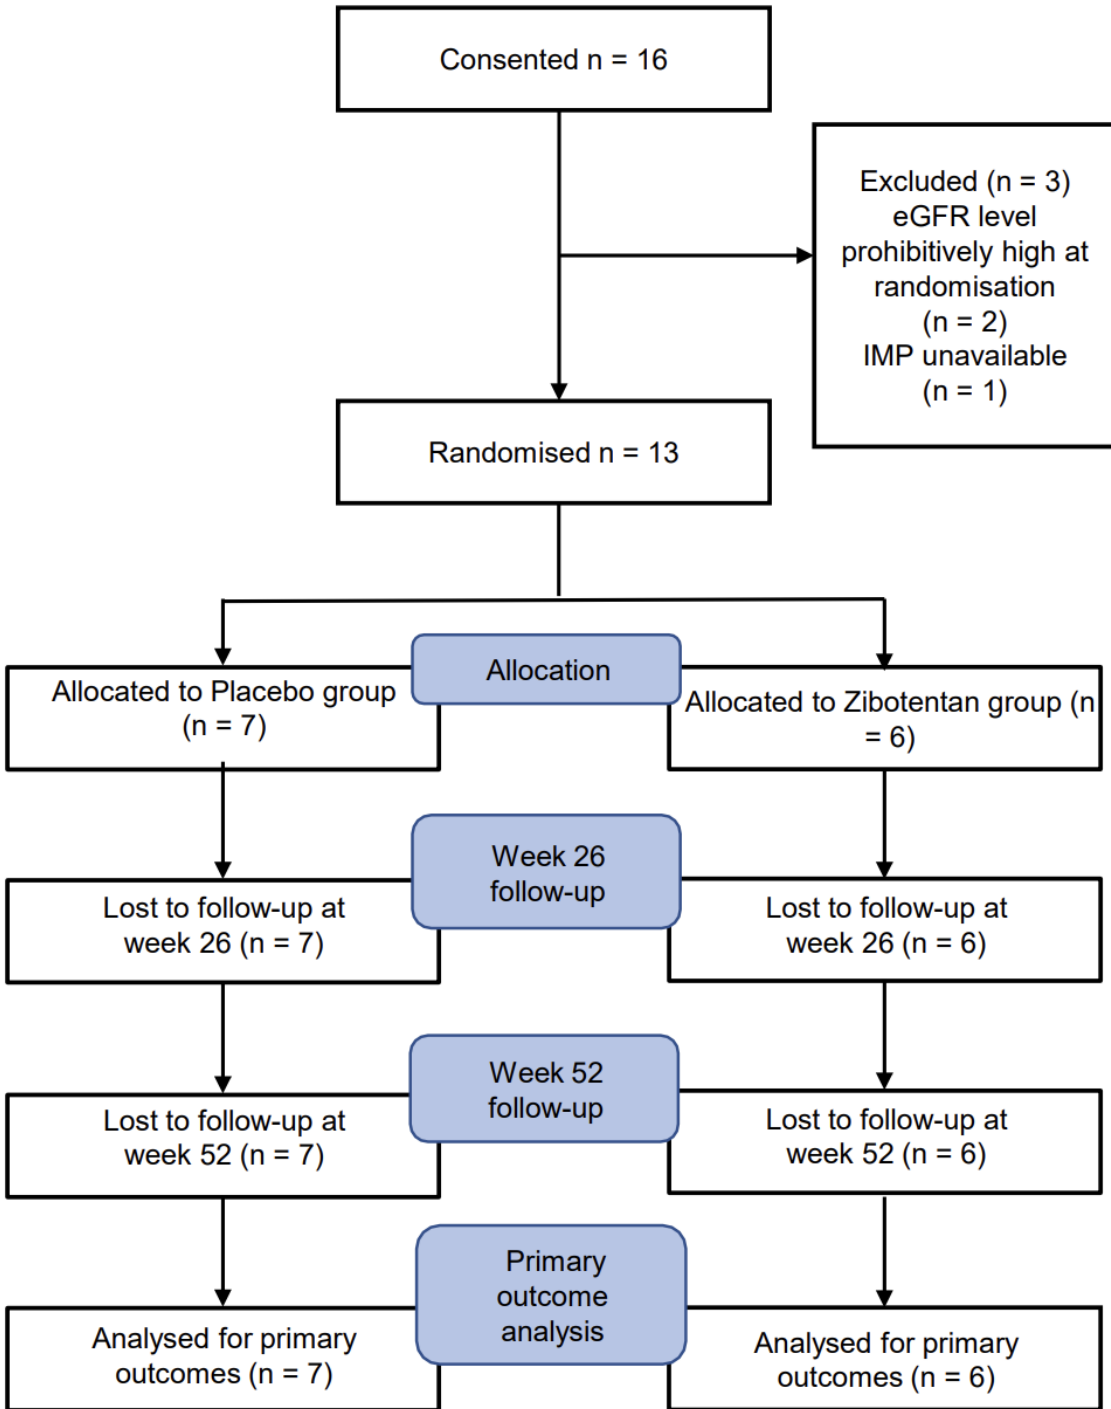 Consented n = 16
Excluded (n = 3)
eGFR level
prohibitively high at
randomisation
(n = 2)
IMP unavailable
(n = 1)
Randomised n = 13
Allocation
Allocated to Placebo group
(n = 7)
Allocated to Zibotentan group (n
= 6)
Week 26
follow-up
Lost to follow-up at
week 26 (n = 7)
Lost to follow-up at
week 26 (n = 6)
Week 52
follow-up
Lost to follow-up at
week 52 (n = 7)
Lost to follow-up at
week 52 (n = 6)
Primary
outcome
analysis
Analysed for primary
outcomes (n = 7)
Analysed for primary
outcomes (n = 6)